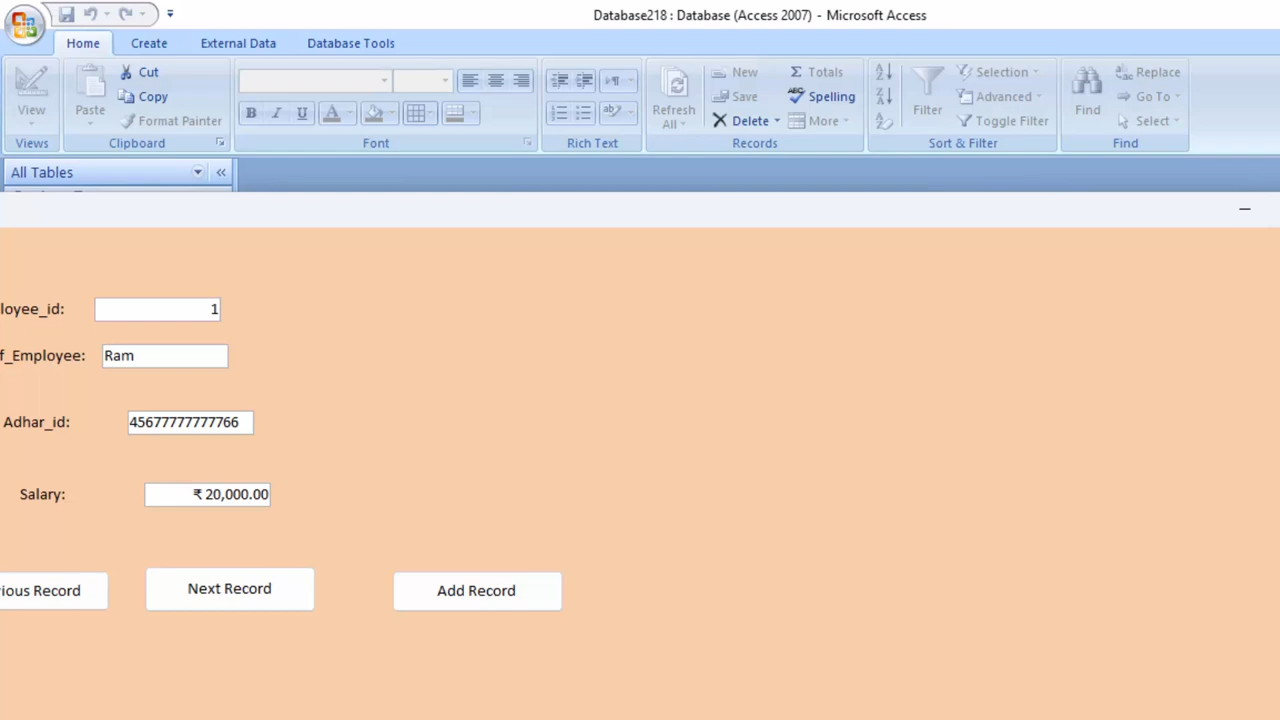 Database218 : Database (Access 2007) - Microsoft Access
Home Create External Data Database Tools
View Paste Cut Copy Format Painter
B I U A
Refresh All New Save Delete Totals Spelling More
Filter Selection Advanced Toggle Filter
Find Replace Go To Select
Views Clipboard Font Rich Text Records Sort & Filter Find
All Tables
loyee_id: 1
f_Employee: Ram
Adhar_id: 45677777777766
Salary: ₹ 20,000.00
ious Record Next Record Add Record